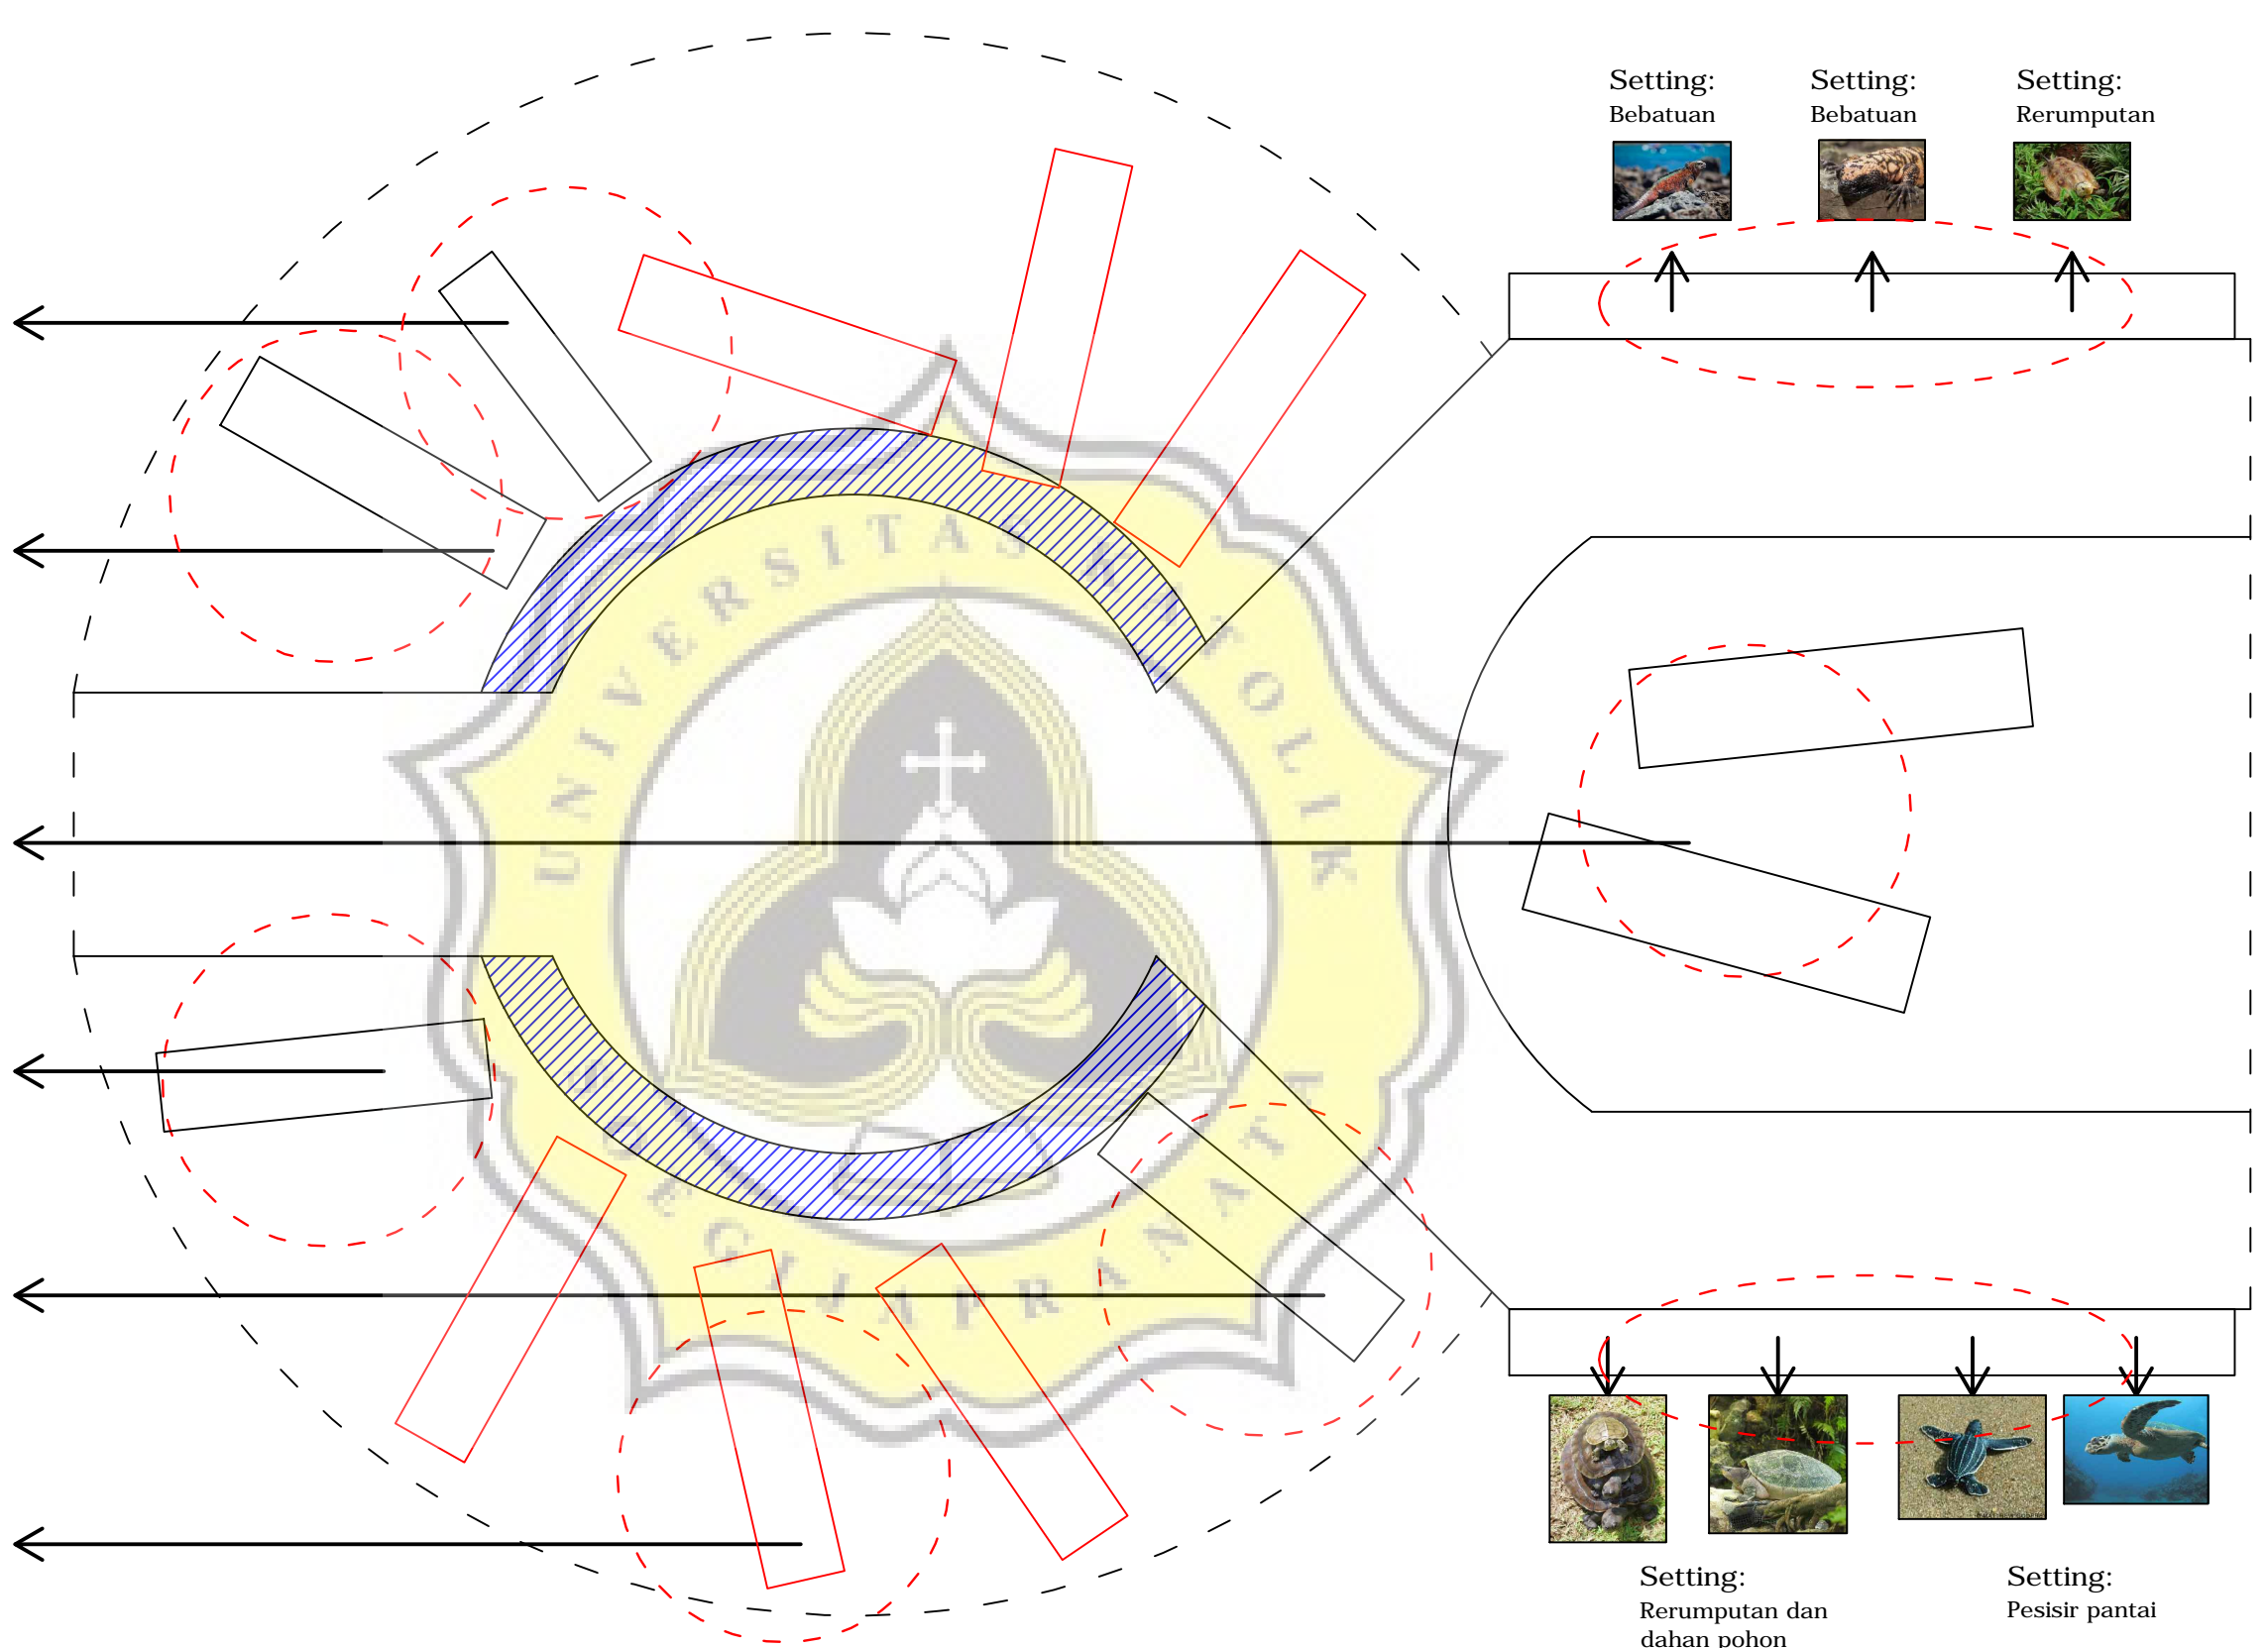 Setting:
Bebatuan
Setting:
Bebatuan
Setting:
Rerumputan
UNIVERSITAS KATOLIK
SOEGIJAPRANATA
Setting:
Rerumputan dan
dahan pohon
Setting:
Pesisir pantai